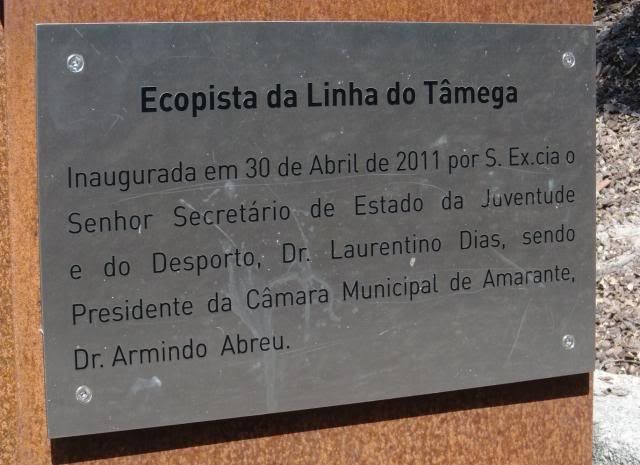 Ecopista da Linha do Tâmega
Inaugurada em 30 de Abril de 2011 por S. Ex.cia o
Senhor Secretário de Estado da Juventude
e do Desporto, Dr. Laurentino Dias, sendo
Presidente da Câmara Municipal de Amarante,
Dr. Armindo Abreu.